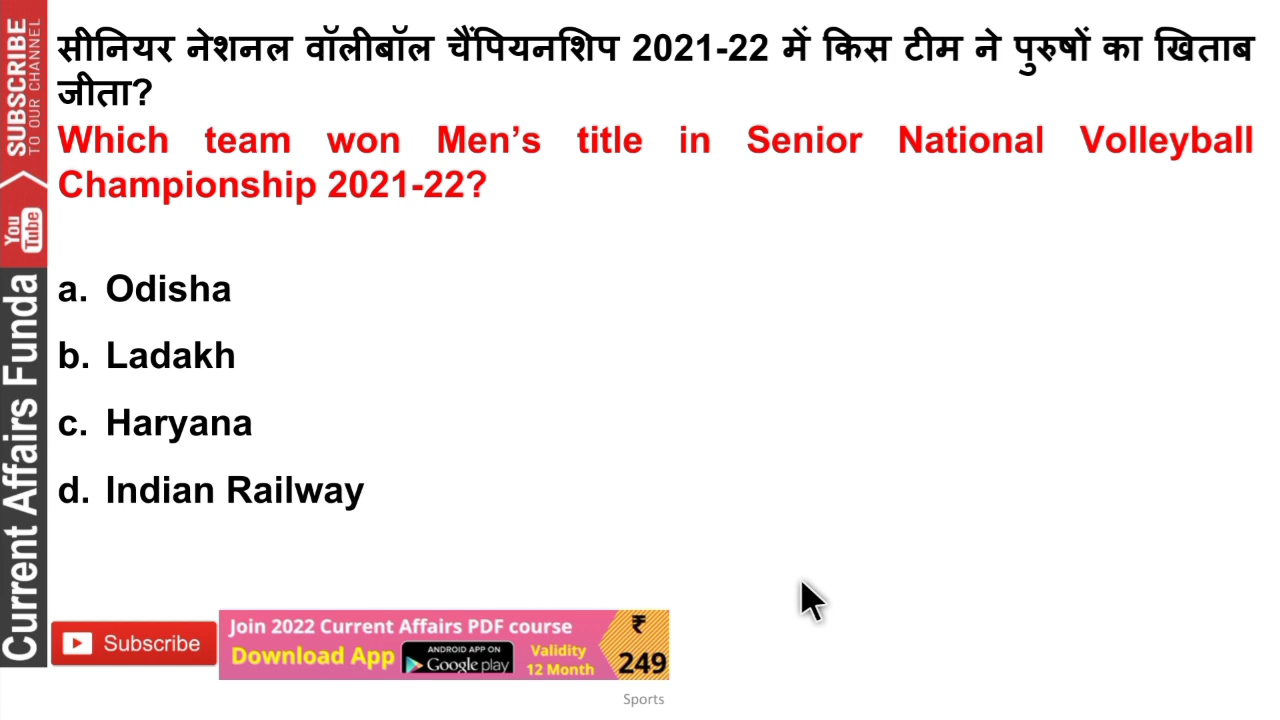 सीनियर नेशनल वॉलीबॉल चैंपियनशिप 2021-22 में किस टीम ने पुरुषों का खिताब
जीता?
Which team won Men’s title in Senior National Volleyball
Championship 2021-22?
a. Odisha
b. Ladakh
c. Haryana
d. Indian Railway
SUBSCRIBE
TO OUR CHANNEL
You
Tube
Current Affairs Funda
Subscribe
Join 2022 Current Affairs PDF course
Download App
ANDROID APP ON
Google play
Validity
12 Month
₹
249
Sports